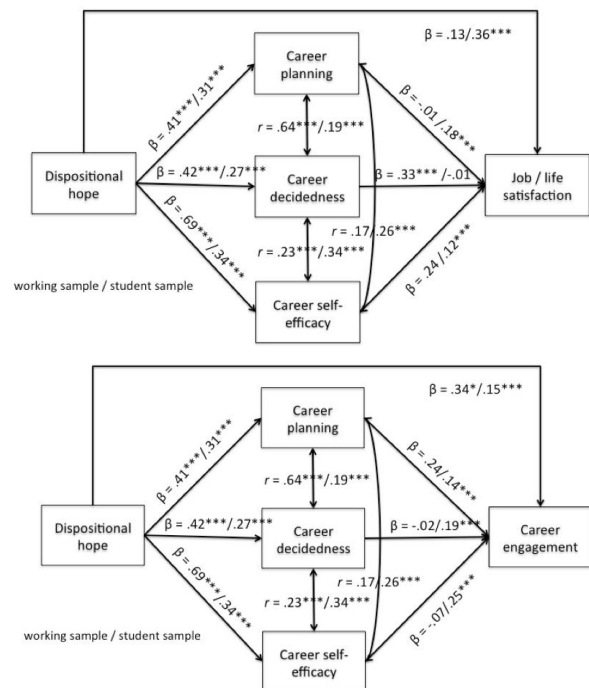 β = .13/.36***
Career
planning
β = .41***/.31***
β = -.01/.18***
r = .64***/.19***
Dispositional
hope
β = .42***/.27***
Career
decidedness
β = .33*** /-.01
Job / life
satisfaction
r = .17/.26***
β = .69***/.34***
r = .23***/.34***
β = .24/.12***
working sample / student sample
Career self-
efficacy
β = .34*/.15***
Career
planning
β = .41***/.31***
β = .24/.14***
r = .64***/.19***
Dispositional
hope
β = .42***/.27***
Career
decidedness
β = -.02/.19***
Career
engagement
r = .17/.26***
β = .69***/.34***
r = .23***/.34***
β = -.07/.25***
working sample / student sample
Career self-
efficacy